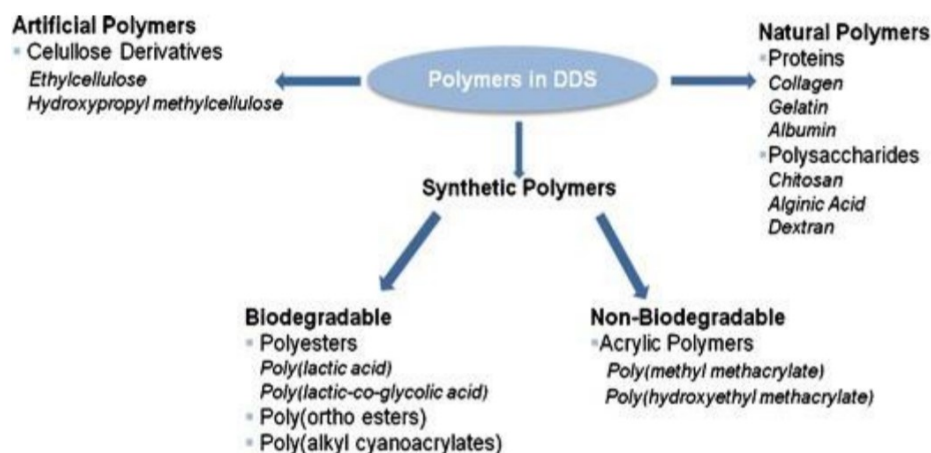 Artificial Polymers
▪ Celullose Derivatives
Ethylcellulose
Hydroxypropyl methylcellulose
Polymers in DDS
Natural Polymers
▪Proteins
Collagen
Gelatin
Albumin
▪Polysaccharides
Chitosan
Alginic Acid
Dextran
Synthetic Polymers
Biodegradable
▪ Polyesters
Poly(lactic acid)
Poly(lactic-co-glycolic acid)
▪ Poly(ortho esters)
▪ Poly(alkyl cyanoacrylates)
Non-Biodegradable
▪Acrylic Polymers
Poly(methyl methacrylate)
Poly(hydroxyethyl methacrylate)